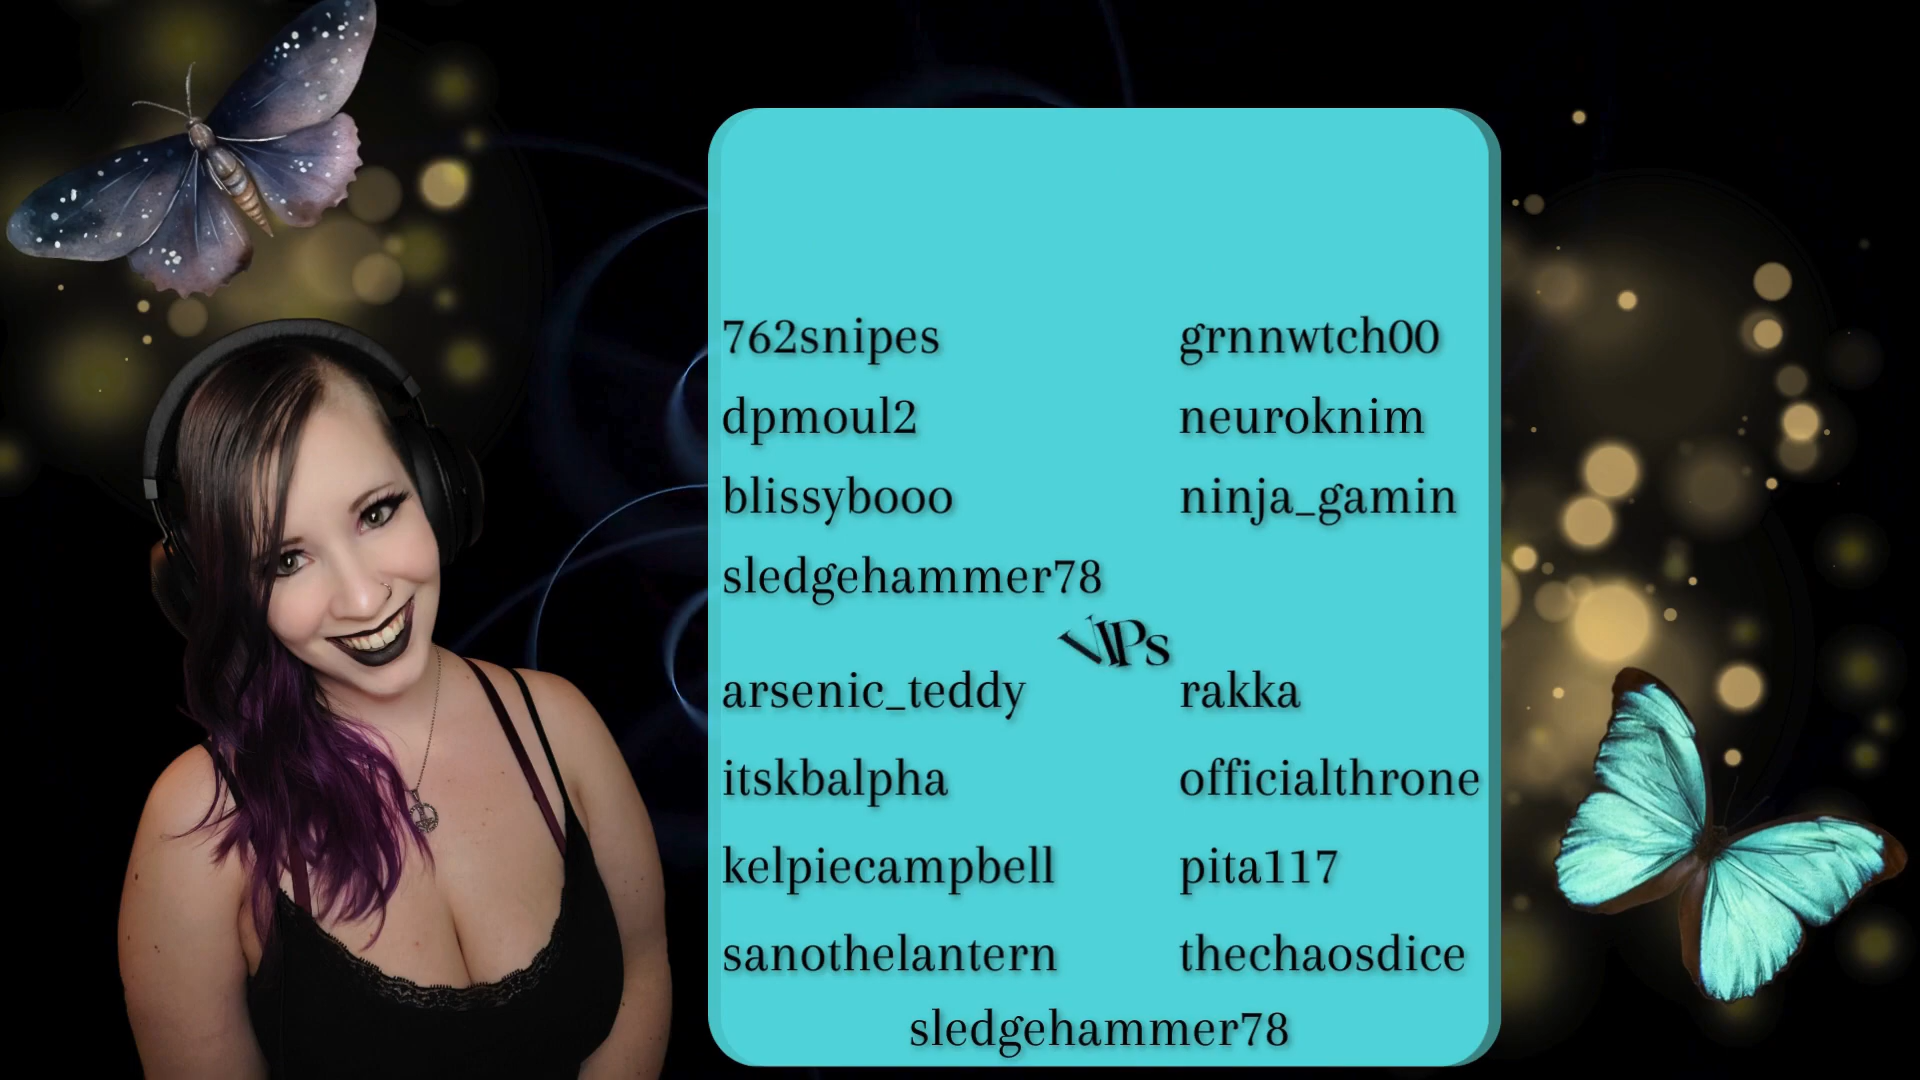 762snipes grnnwtch00
dpmoul2 neuroknim
blissybooo ninja_gamin
sledgehammer78
VIPs
arsenic_teddy rakka
itskbalpha officialthrone
kelpiecampbell pita117
sanothelantern thechaosdice
sledgehammer78